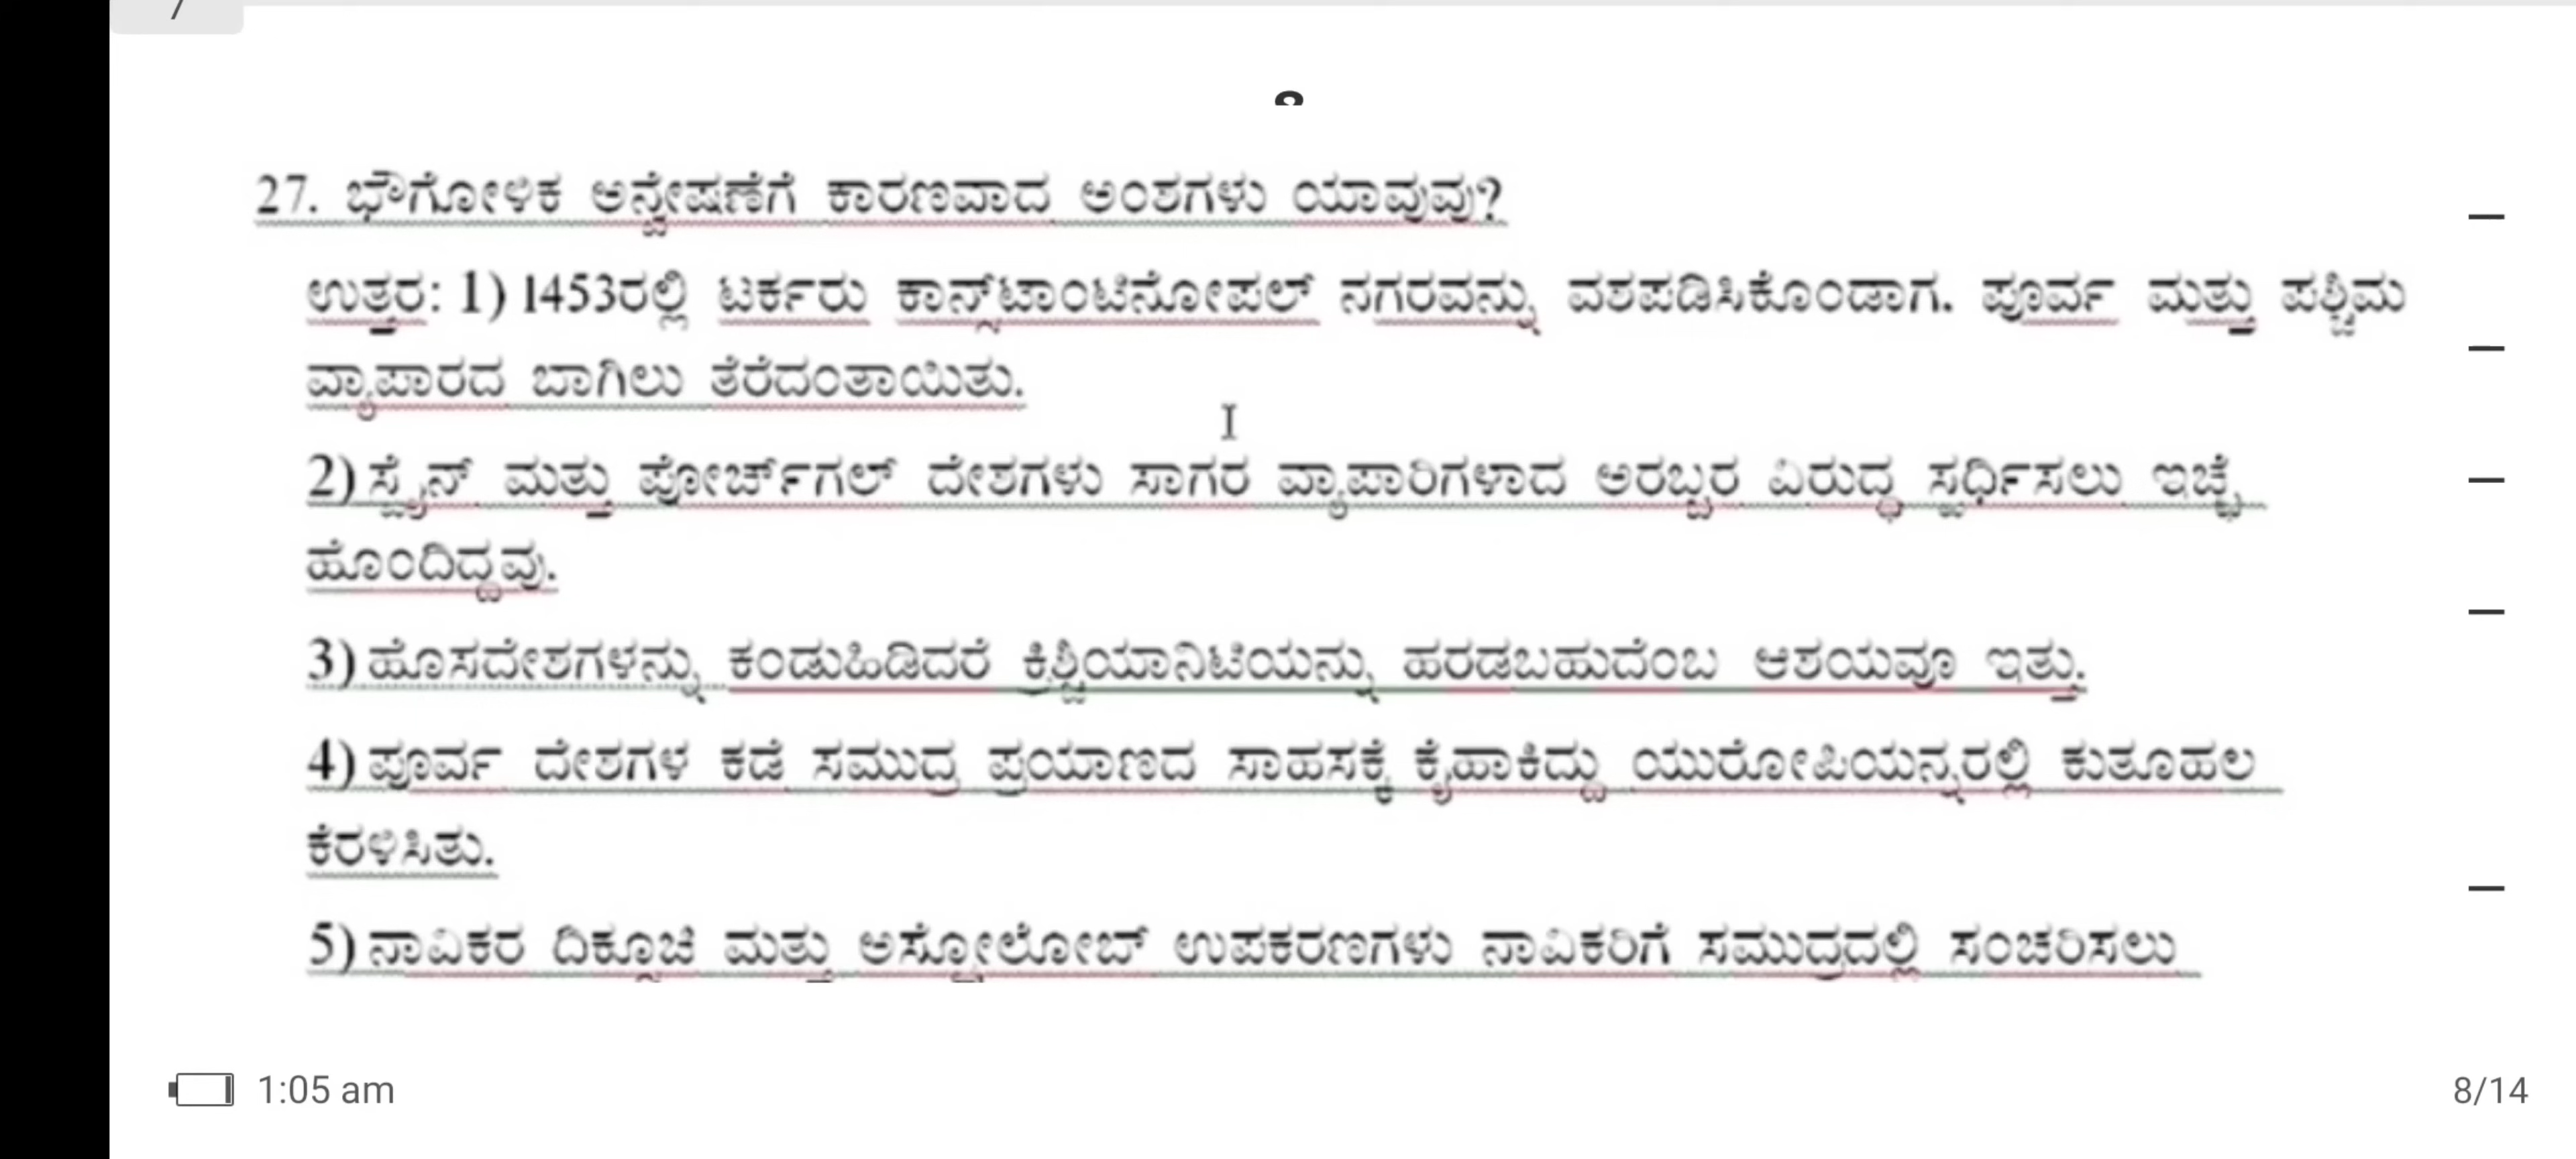 27. ಭೌಗೋಳಿಕ ಅನ್ವೇಷಣೆಗೆ ಕಾರಣವಾದ ಅಂಶಗಳು ಯಾವುವು?
ಉತ್ತರ: 1) 1453ರಲ್ಲಿ ಟರ್ಕರು ಕಾನ್ಸ್‌ಟಾಂಟಿನೋಪಲ್ ನಗರವನ್ನು ವಶಪಡಿಸಿಕೊಂಡಾಗ. ಪೂರ್ವ ಮತ್ತು ಪಶ್ಚಿಮ
ವ್ಯಾಪಾರದ ಬಾಗಿಲು ತೆರೆದಂತಾಯಿತು.
2) ಸ್ಪೈನ್ ಮತ್ತು ಪೋರ್ಚ್‌ಗಲ್ ದೇಶಗಳು ಸಾಗರ ವ್ಯಾಪಾರಿಗಳಾದ ಅರಬ್ಬರ ವಿರುದ್ಧ ಸ್ಪರ್ಧಿಸಲು ಇಚ್ಛೆ
ಹೊಂದಿದ್ದವು.
3) ಹೊಸದೇಶಗಳನ್ನು ಕಂಡುಹಿಡಿದರೆ ಕ್ರಿಶ್ಚಿಯಾನಿಟಿಯನ್ನು ಹರಡಬಹುದೆಂಬ ಆಶಯವೂ ಇತ್ತು.
4) ಪೂರ್ವ ದೇಶಗಳ ಕಡೆ ಸಮುದ್ರ ಪ್ರಯಾಣದ ಸಾಹಸಕ್ಕೆ ಕೈಹಾಕಿದ್ದು ಯುರೋಪಿಯನ್ನರಲ್ಲಿ ಕುತೂಹಲ
ಕೆರಳಿಸಿತು.
5) ನಾವಿಕರ ದಿಕ್ಸೂಚಿ ಮತ್ತು ಅಸ್ಟ್ರೋಲೋಬ್ ಉಪಕರಣಗಳು ನಾವಿಕರಿಗೆ ಸಮುದ್ರದಲ್ಲಿ ಸಂಚರಿಸಲು
1:05 am
8/14